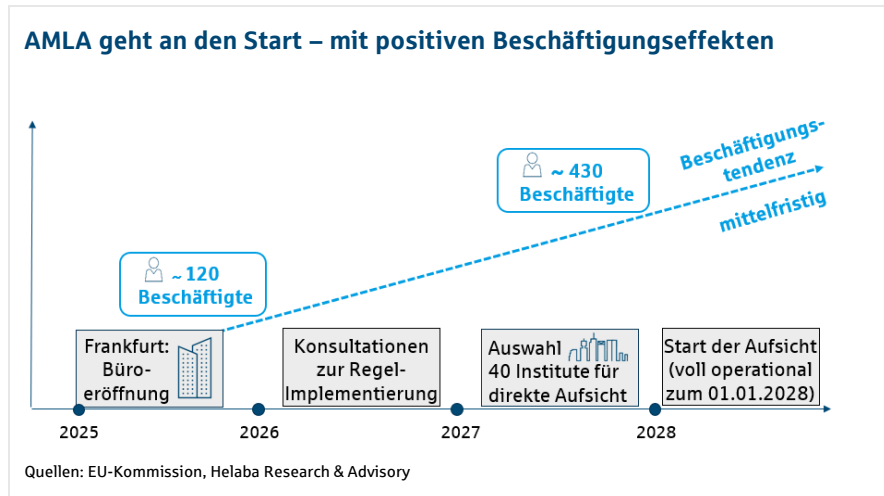 AMLA geht an den Start – mit positiven Beschäftigungseffekten
Beschäftigungs-
tendenz
mittelfristig
~ 430
Beschäftigte
~ 120
Beschäftigte
Frankfurt:
Büro-
eröffnung
Konsultationen
zur Regel-
Implementierung
Auswahl
40 Institute für
direkte Aufsicht
Start der Aufsicht
(voll operational
zum 01.01.2028)
2025
2026
2027
2028
Quellen: EU-Kommission, Helaba Research & Advisory